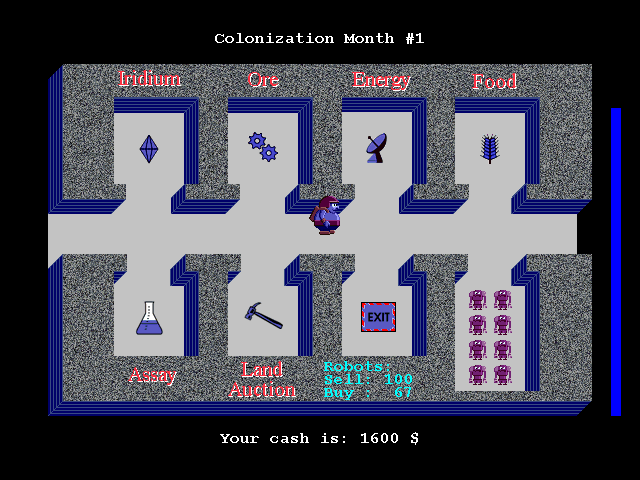 Colonization Month #1
Iridium Ore Energy Food
EXIT
Assay
Land
Auction
Robots:
Sell: 100
Buy : 67
Your cash is: 1600 $